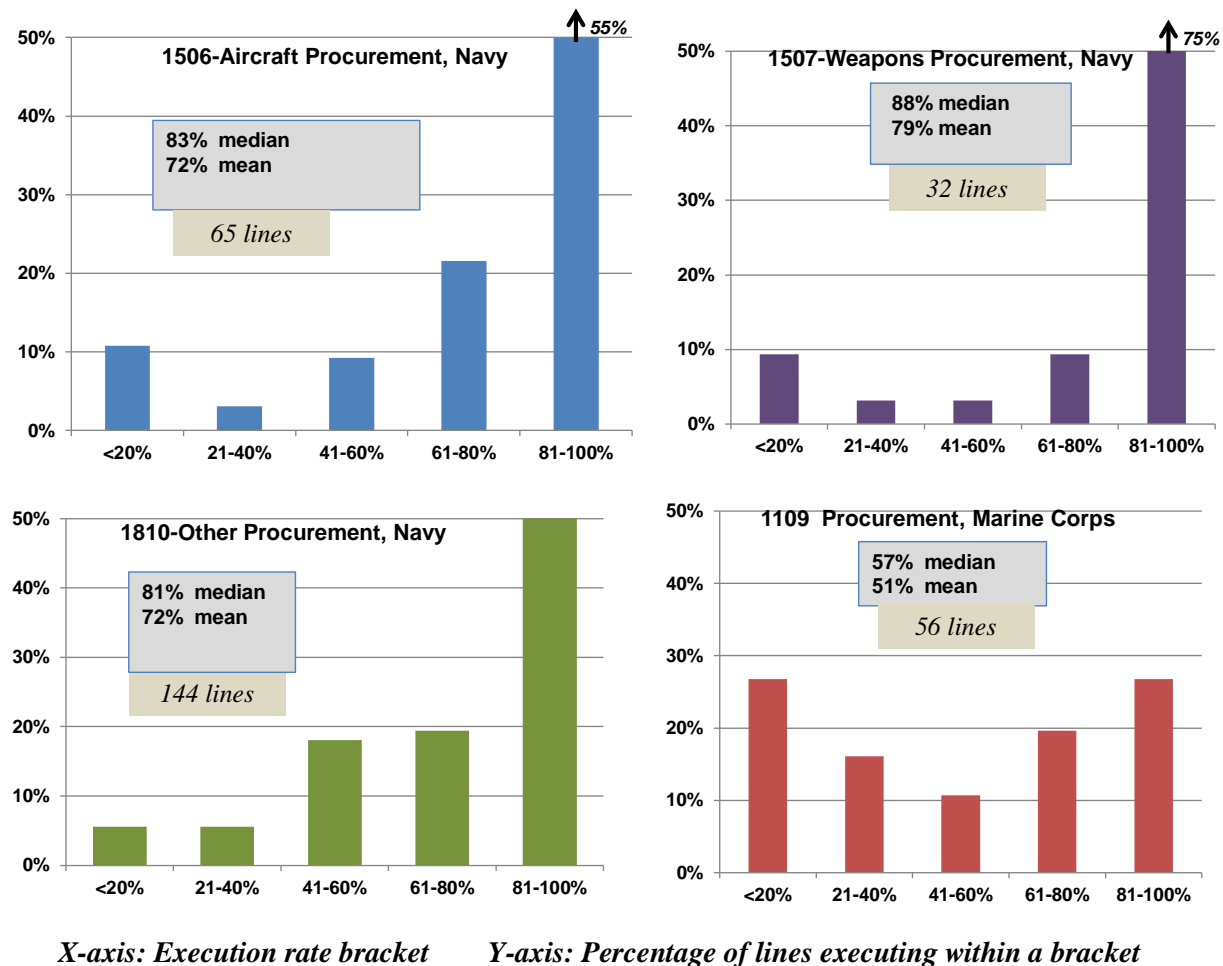 1506-Aircraft Procurement, Navy
55%
83% median
72% mean
65 lines
50%
40%
30%
20%
10%
0%
<20% 21-40% 41-60% 61-80% 81-100%
1507-Weapons Procurement, Navy
75%
88% median
79% mean
32 lines
50%
40%
30%
20%
10%
0%
<20% 21-40% 41-60% 61-80% 81-100%
1810-Other Procurement, Navy
81% median
72% mean
144 lines
50%
40%
30%
20%
10%
0%
<20% 21-40% 41-60% 61-80% 81-100%
1109 Procurement, Marine Corps
57% median
51% mean
56 lines
50%
40%
30%
20%
10%
0%
<20% 21-40% 41-60% 61-80% 81-100%
X-axis: Execution rate bracket Y-axis: Percentage of lines executing within a bracket